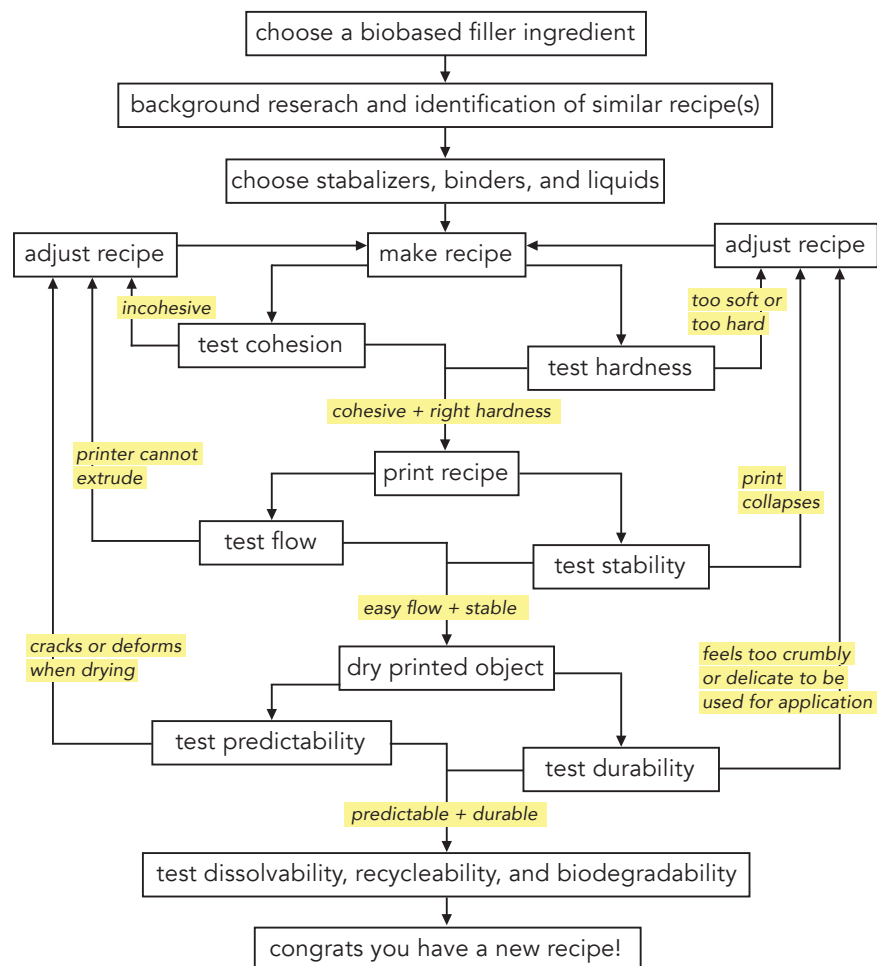 choose a biobased filler ingredient
background reserach and identification of similar recipe(s)
choose stabalizers, binders, and liquids
adjust recipe
make recipe
adjust recipe
incohesive
too soft or
too hard
test cohesion
test hardness
cohesive + right hardness
printer cannot
extrude
print recipe
print
collapses
test flow
test stability
easy flow + stable
cracks or deforms
when drying
dry printed object
feels too crumbly
or delicate to be
used for application
test predictability
test durability
predictable + durable
test dissolvability, recycleability, and biodegradability
congrats you have a new recipe!